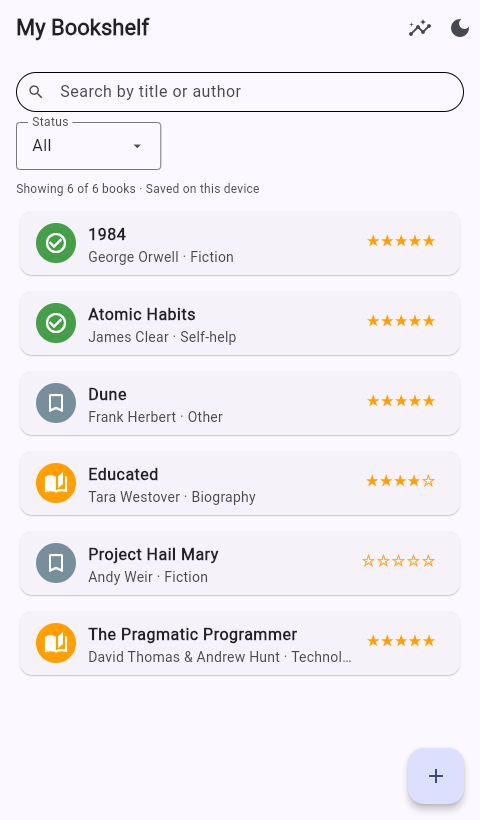 My Bookshelf
Search by title or author
Status
All
Showing 6 of 6 books · Saved on this device
1984
George Orwell · Fiction
★★★★★
Atomic Habits
James Clear · Self-help
★★★★★
Dune
Frank Herbert · Other
★★★★★
Educated
Tara Westover · Biography
★★★★☆
Project Hail Mary
Andy Weir · Fiction
☆☆☆☆☆
The Pragmatic Programmer
David Thomas & Andrew Hunt · Technol…
★★★★★